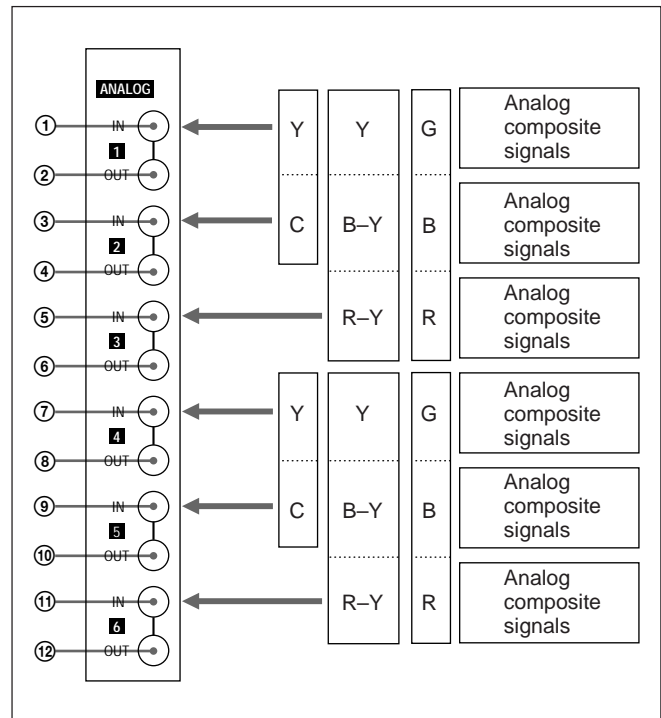 ANALOG
① IN Y Y G Analog composite signals
1
② OUT
③ IN C B–Y B Analog composite signals
2
④ OUT
⑤ IN R–Y R Analog composite signals
3
⑥ OUT
⑦ IN Y Y G Analog composite signals
4
⑧ OUT
⑨ IN C B–Y B Analog composite signals
5
⑩ OUT
⑪ IN R–Y R Analog composite signals
6
⑫ OUT